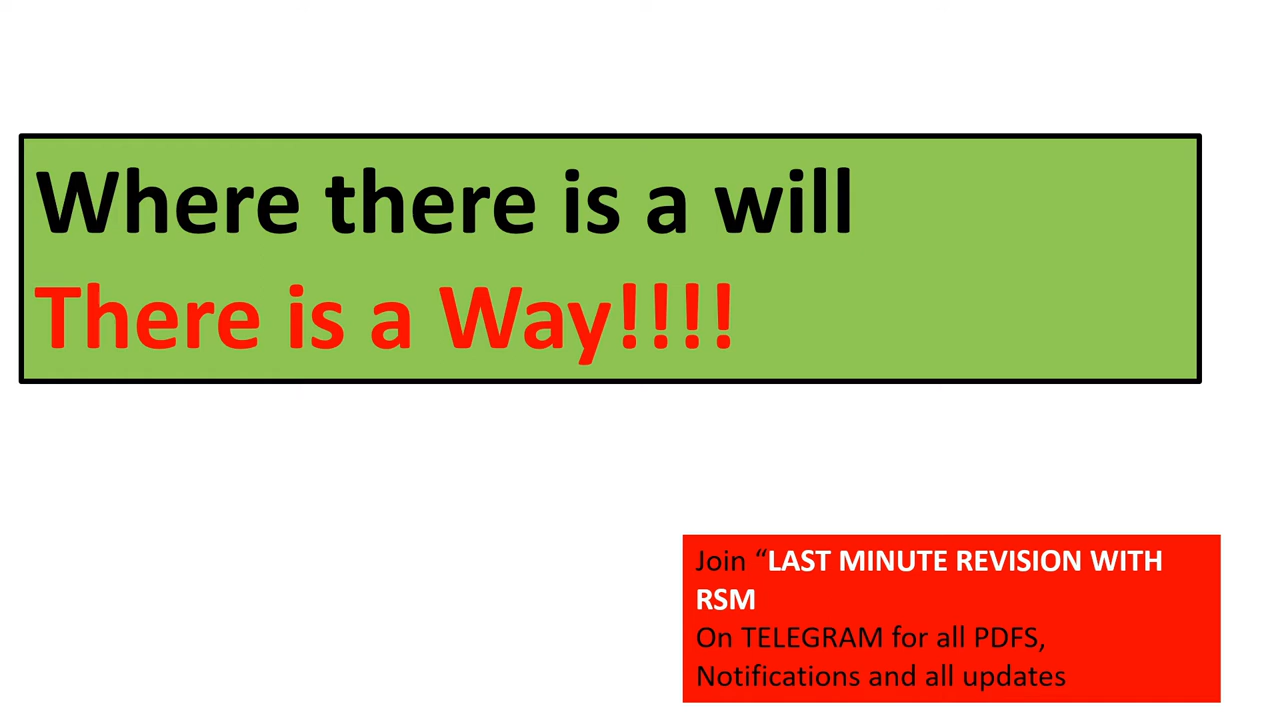 Where there is a will
There is a Way!!!!
Join “LAST MINUTE REVISION WITH
RSM
On TELEGRAM for all PDFS,
Notifications and all updates